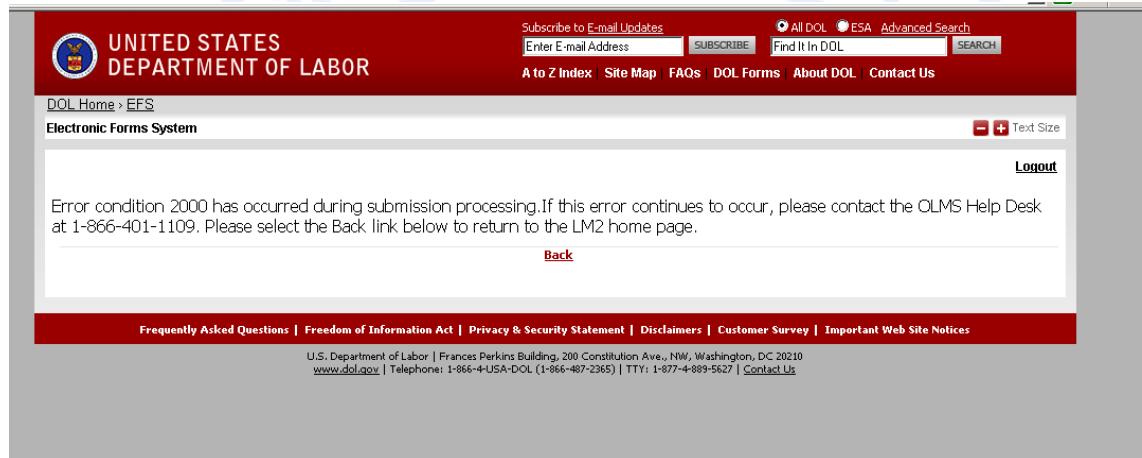 UNITED STATES
DEPARTMENT OF LABOR
Subscribe to E-mail Updates
All DOL ESA Advanced Search
Enter E-mail Address SUBSCRIBE Find It In DOL SEARCH
A to Z Index | Site Map | FAQs | DOL Forms | About DOL | Contact Us
DOL Home > EFS
Electronic Forms System
Text Size
Logout
Error condition 2000 has occurred during submission processing.If this error continues to occur, please contact the OLMS Help Desk
at 1-866-401-1109. Please select the Back link below to return to the LM2 home page.
Back
Frequently Asked Questions | Freedom of Information Act | Privacy & Security Statement | Disclaimers | Customer Survey | Important Web Site Notices
U.S. Department of Labor | Frances Perkins Building, 200 Constitution Ave., NW, Washington, DC 20210
www.dol.gov | Telephone: 1-866-4-USA-DOL (1-866-487-2365) | TTY: 1-877-4-889-5627 | Contact Us